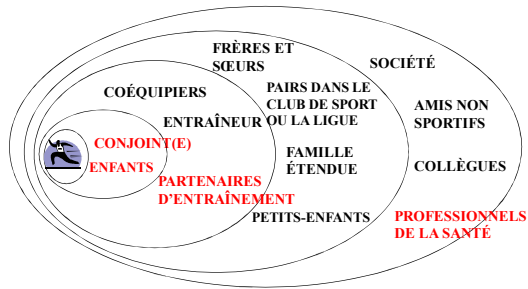 FRÈRES ET
SŒURS
SOCIÉTÉ
COÉQUIPIERS
PAIRS DANS LE
CLUB DE SPORT
OU LA LIGUE
AMIS NON
SPORTIFS
ENTRAÎNEUR
CONJOINT(E)
ENFANTS
FAMILLE
ÉTENDUE
COLLÈGUES
PARTENAIRES
D'ENTRAÎNEMENT
PETITS-ENFANTS
PROFESSIONNELS
DE LA SANTÉ